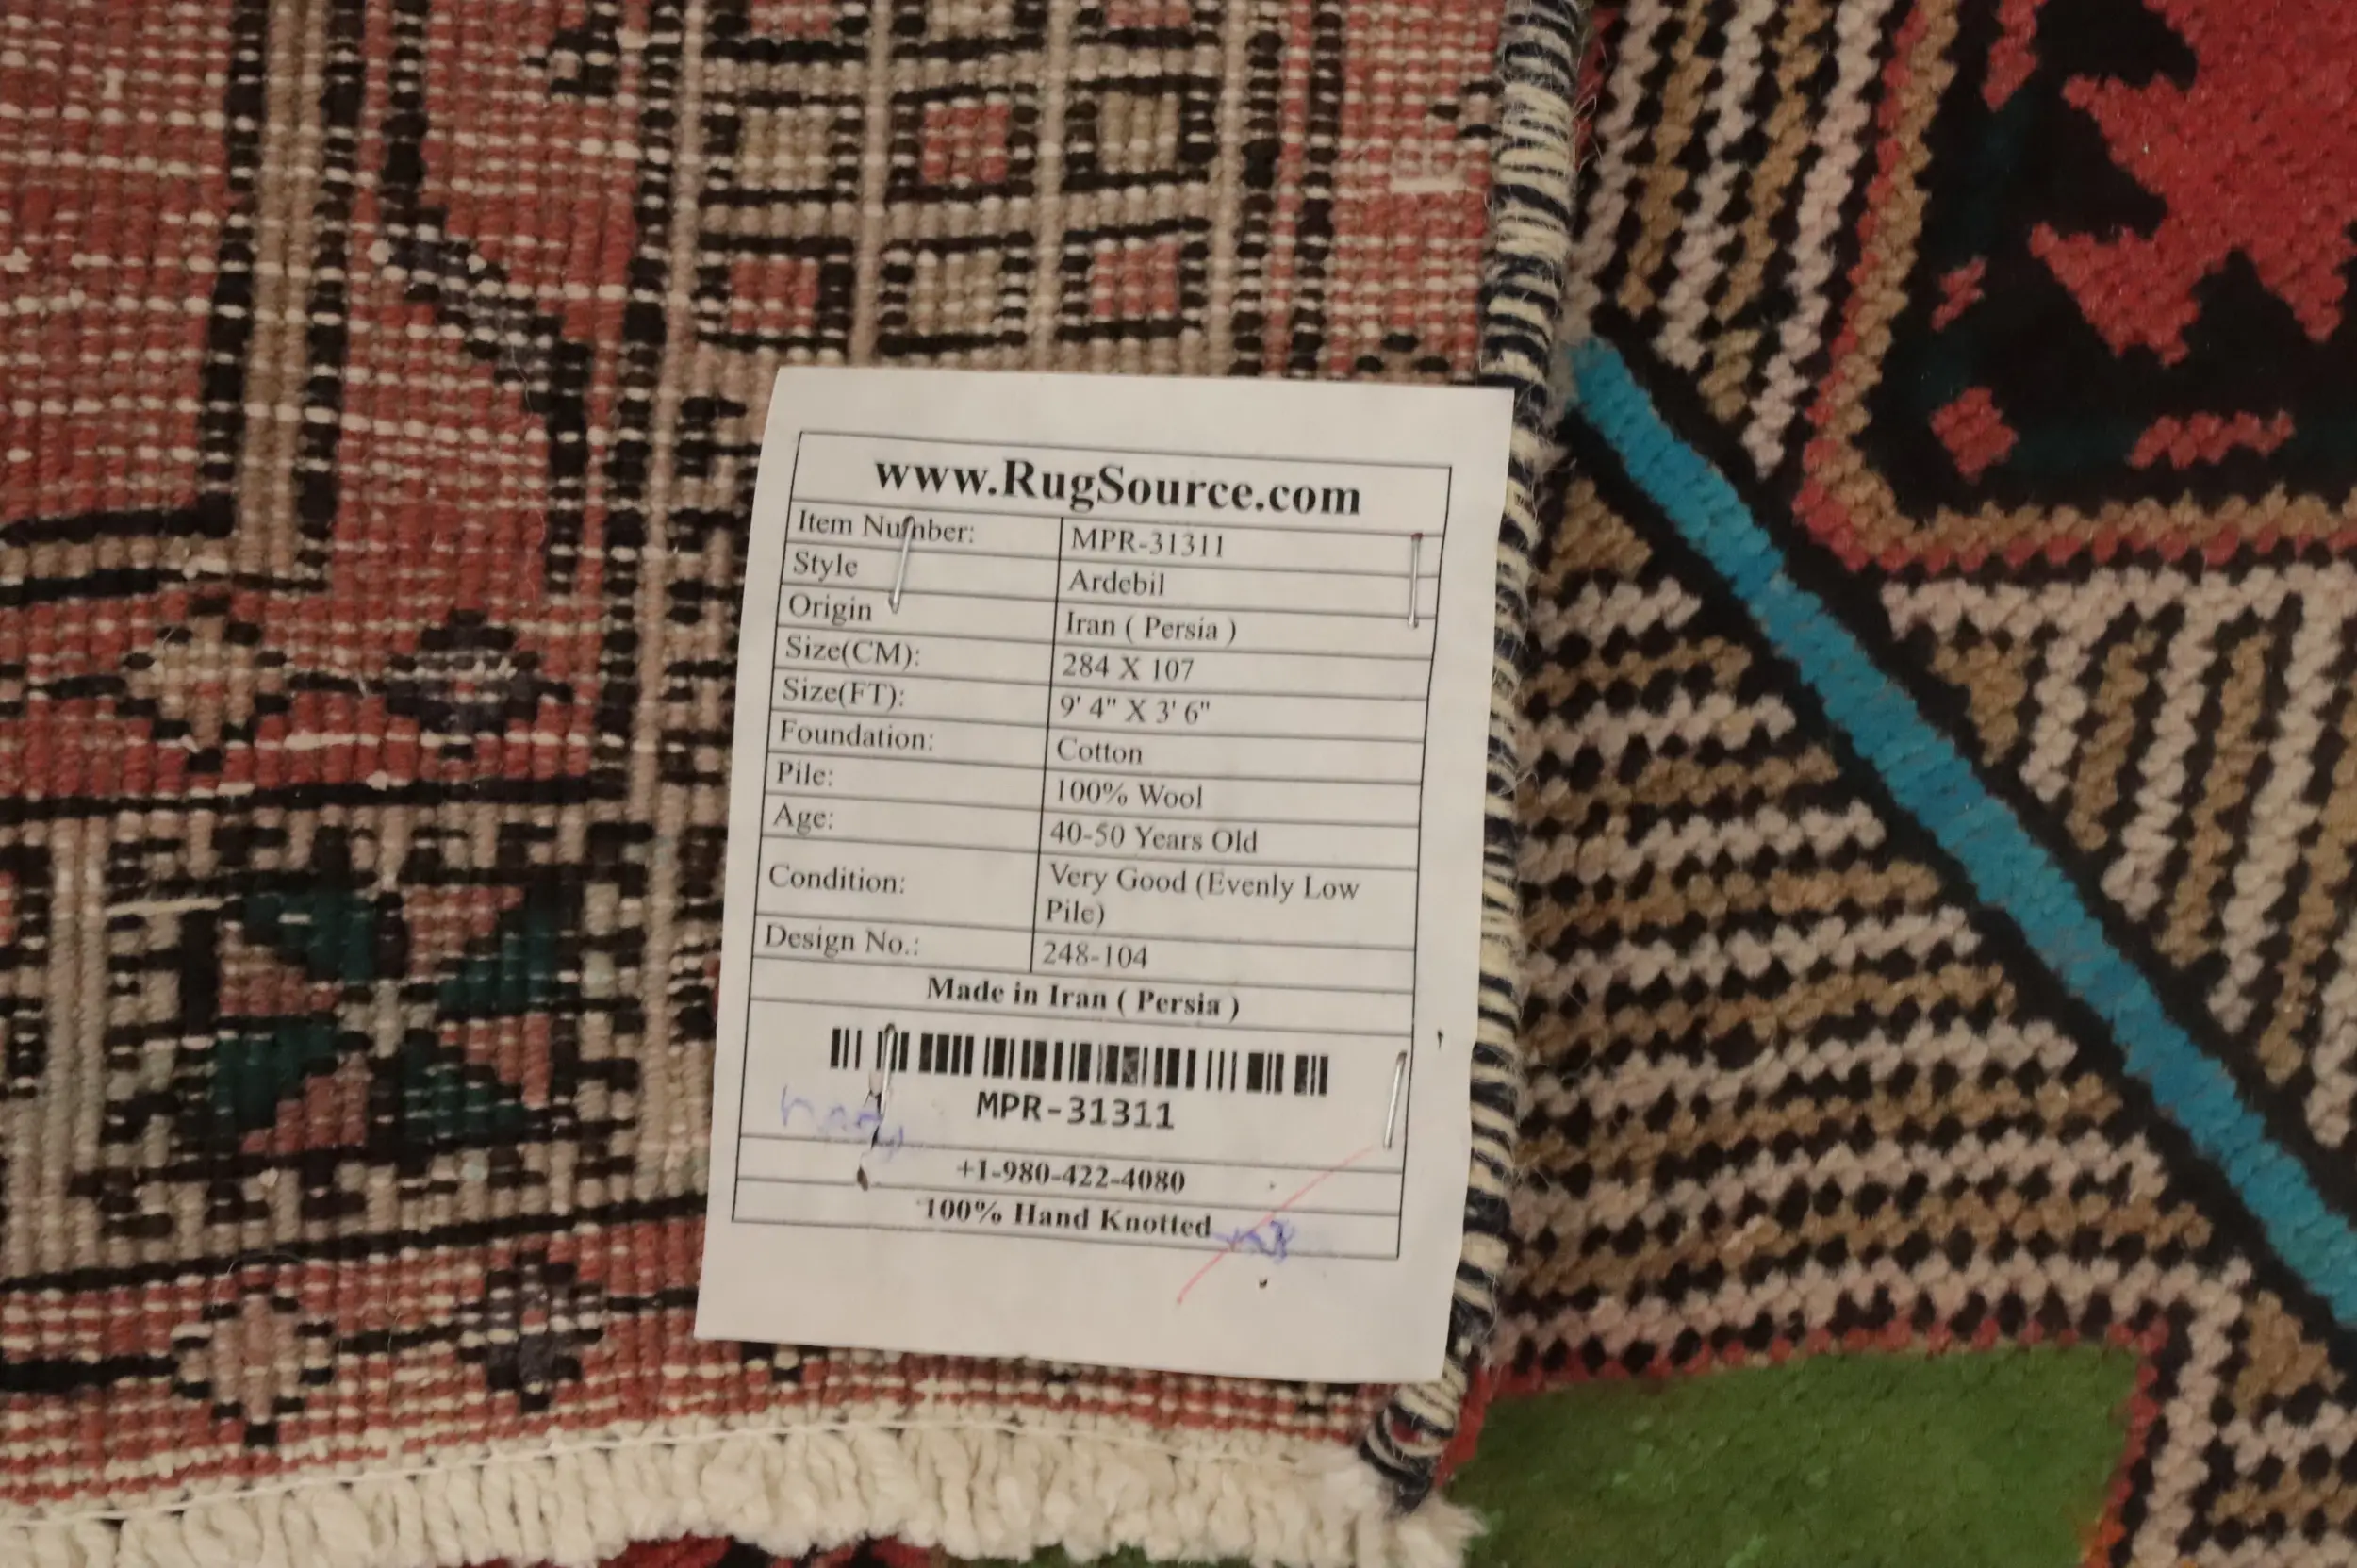 www.RugSource.com
Item Number: MPR-31311
Style Ardebil
Origin Iran ( Persia )
Size(CM): 284 X 107
Size(FT): 9' 4" X 3' 6"
Foundation: Cotton
Pile: 100% Wool
Age: 40-50 Years Old
Condition: Very Good (Evenly Low
Pile)
Design No.: 248-104
Made in Iran ( Persia )
MPR-31311
+1-980-422-4080
100% Hand Knotted